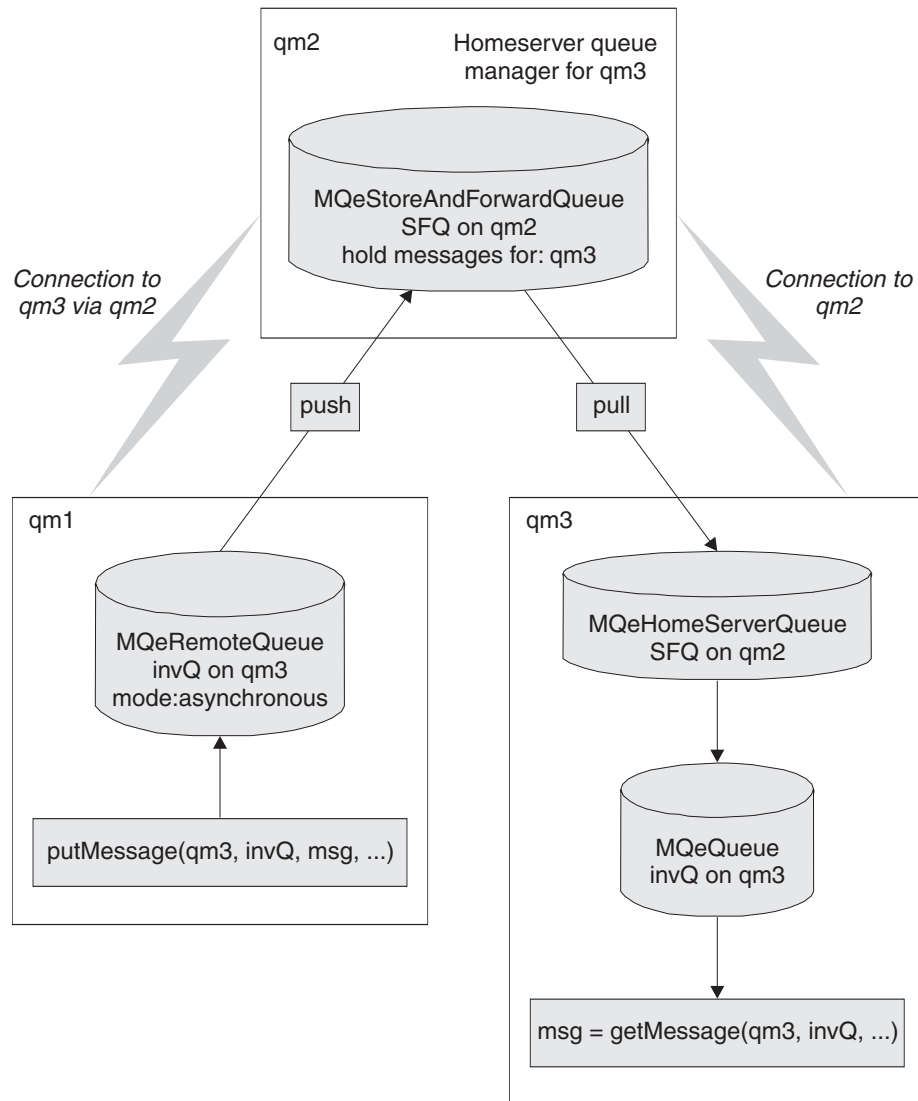 qm2
Homeserver queue
manager for qm3
MQeStoreAndForwardQueue
SFQ on qm2
hold messages for: qm3
Connection to
qm3 via qm2
Connection to
qm2
push
pull
qm1
MQeRemoteQueue
invQ on qm3
mode:asynchronous
putMessage(qm3, invQ, msg, ...)
qm3
MQeHomeServerQueue
SFQ on qm2
MQeQueue
invQ on qm3
msg = getMessage(qm3, invQ, ...)